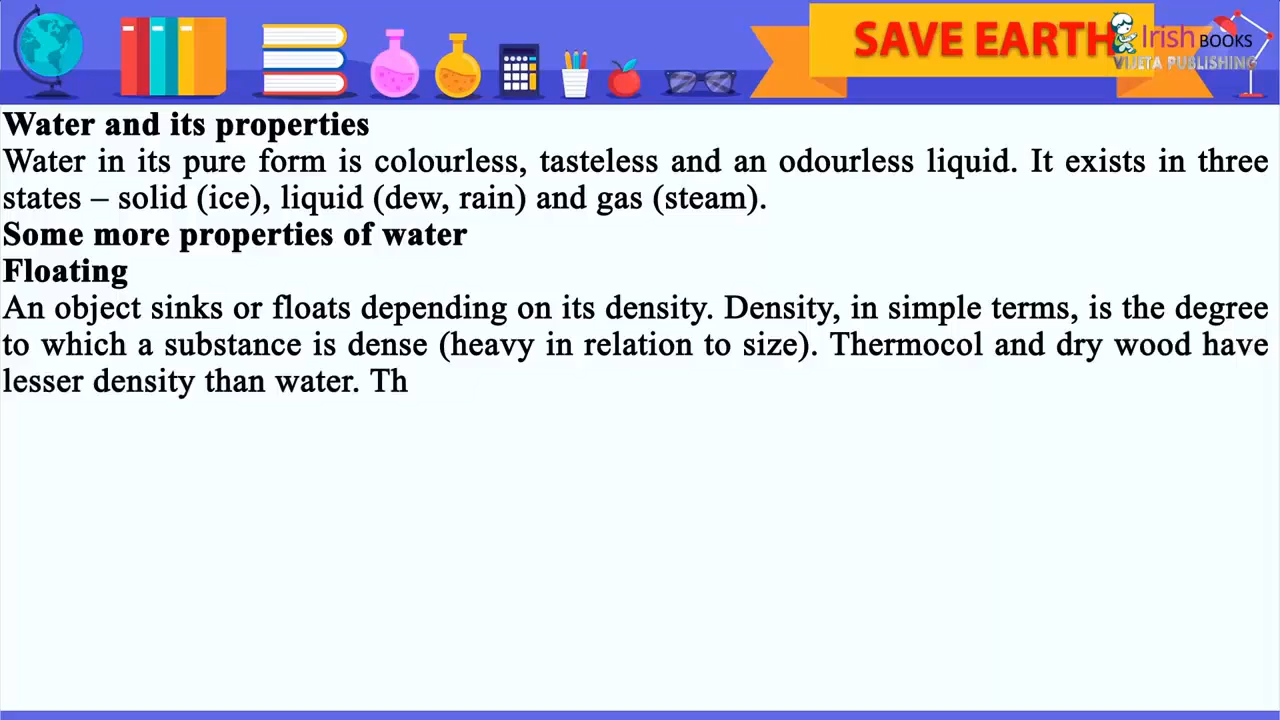 SAVE EARTH
Irish BOOKS
VIJETA PUBLISHING
Water and its properties
Water in its pure form is colourless, tasteless and an odourless liquid. It exists in three
states – solid (ice), liquid (dew, rain) and gas (steam).
Some more properties of water
Floating
An object sinks or floats depending on its density. Density, in simple terms, is the degree
to which a substance is dense (heavy in relation to size). Thermocol and dry wood have
lesser density than water. Th